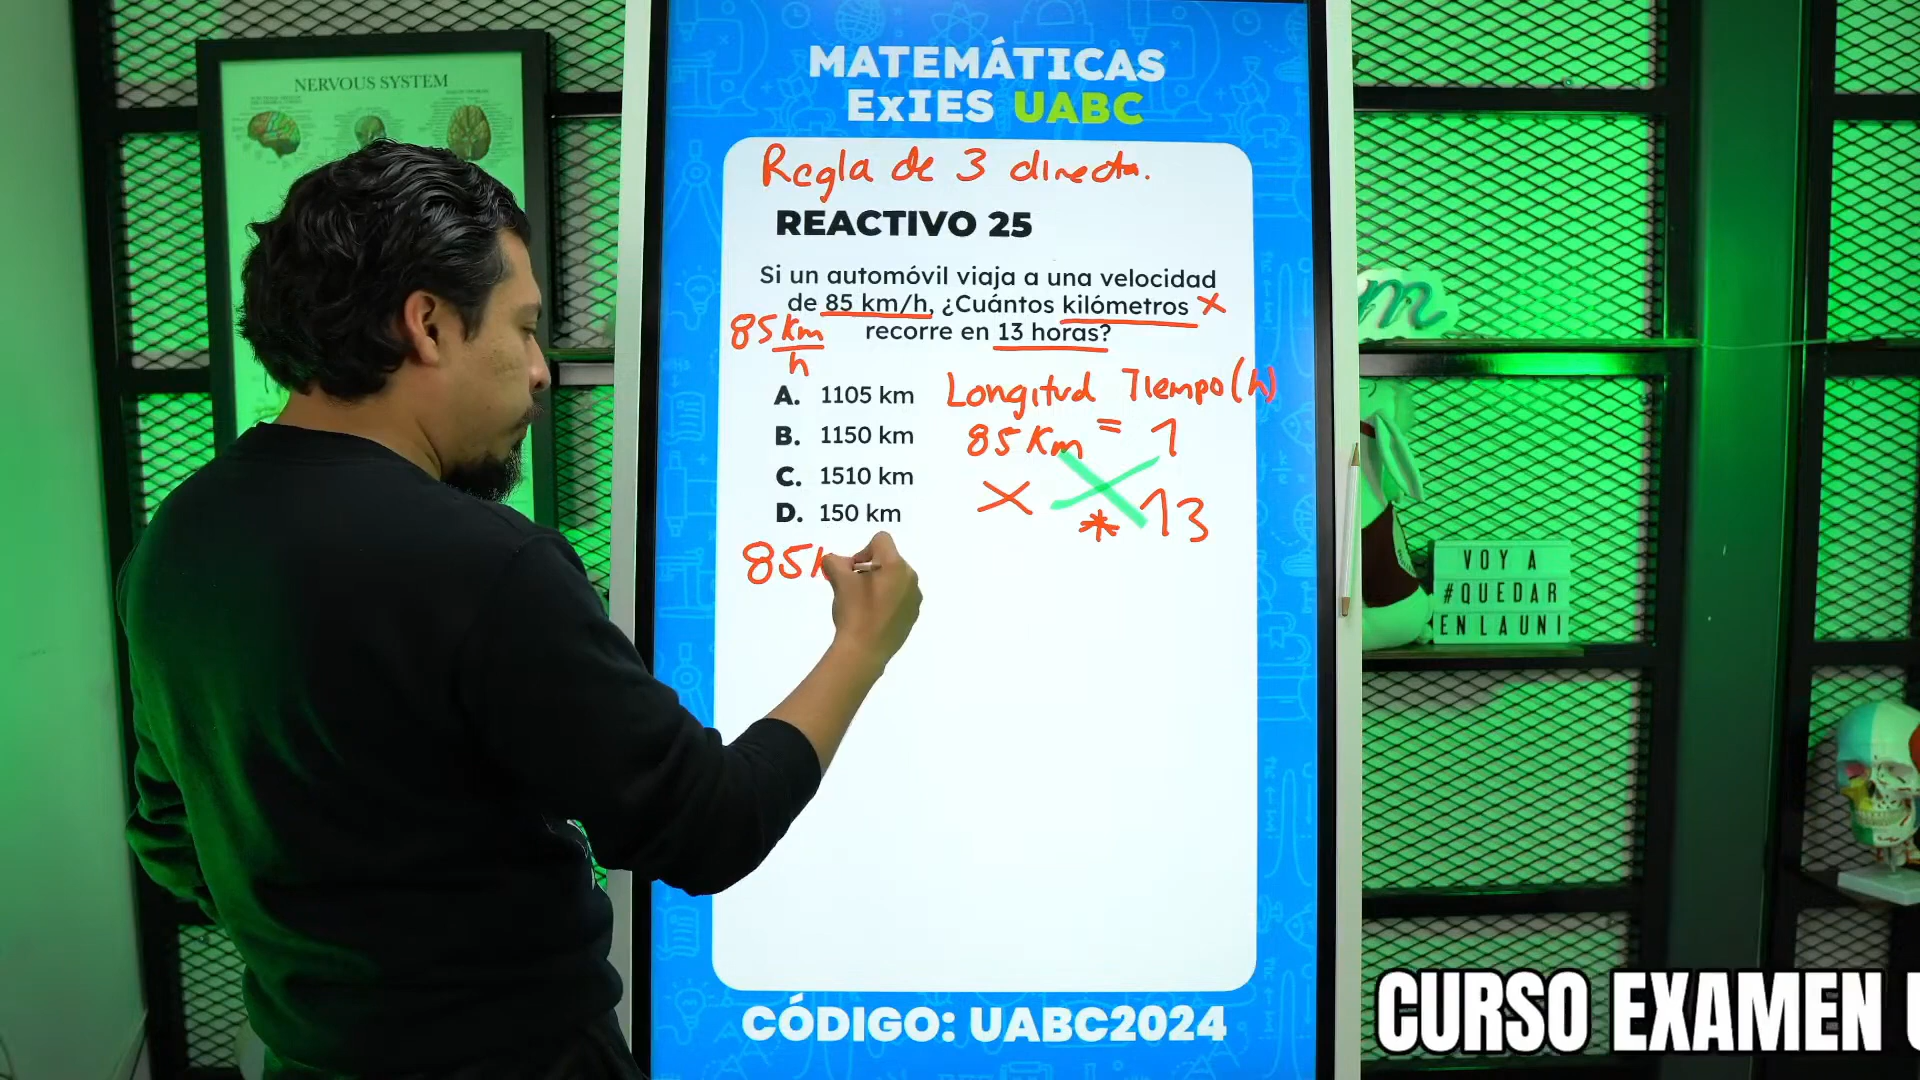 NERVOUS SYSTEM
MATEMÁTICAS
ExIES UABC
Regla de 3 directa.
REACTIVO 25
Si un automóvil viaja a una velocidad
de 85 km/h, ¿Cuántos kilómetros x
recorre en 13 horas?
85 km
h
A. 1105 km
B. 1150 km
C. 1510 km
D. 150 km
Longitud Tiempo (h)
85 Km = 1
x * 13
85k
CÓDIGO: UABC2024
VOY A
#QUEDAR
EN LA UNI
CURSO EXAMEN U